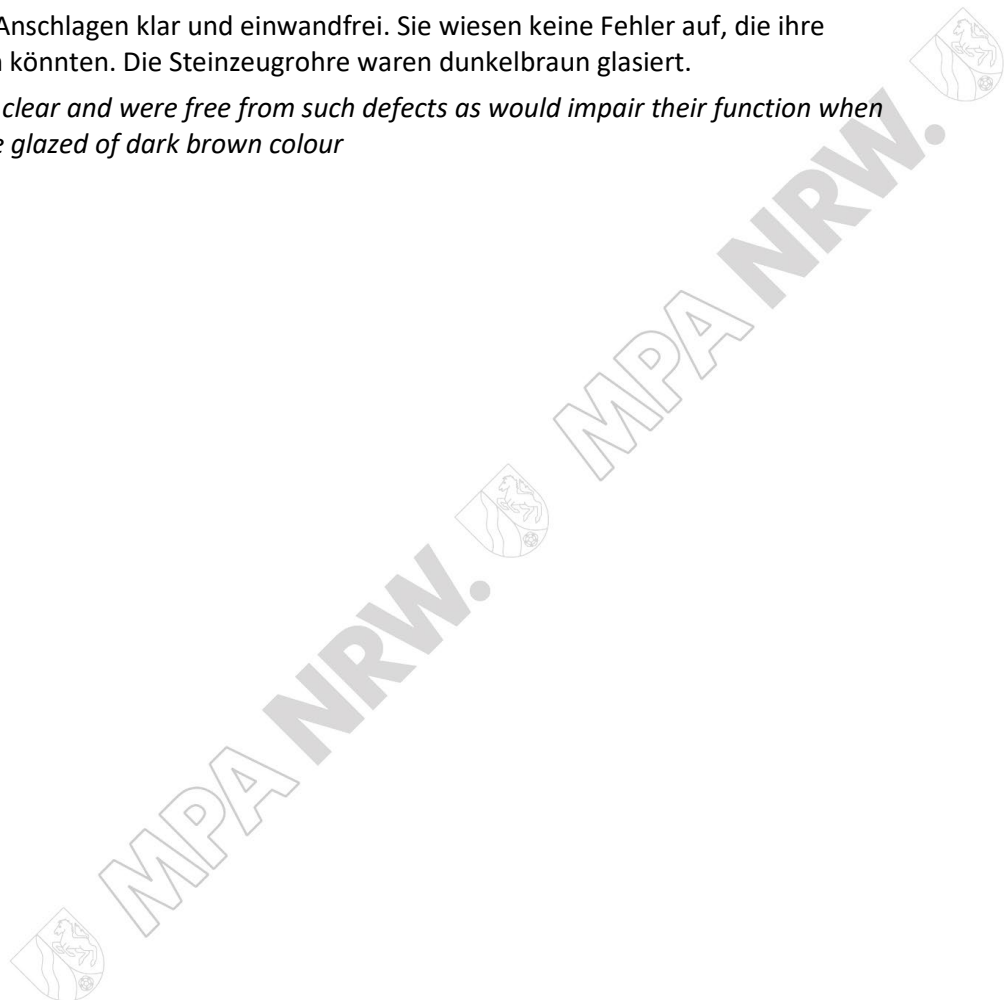 Anschlagen klar und einwandfrei. Sie wiesen keine Fehler auf, die ihre
könnten. Die Steinzeugrohre waren dunkelbraun glasiert.
clear and were free from such defects as would impair their function when
glazed of dark brown colour
MPA NRW.
MPA NRW.